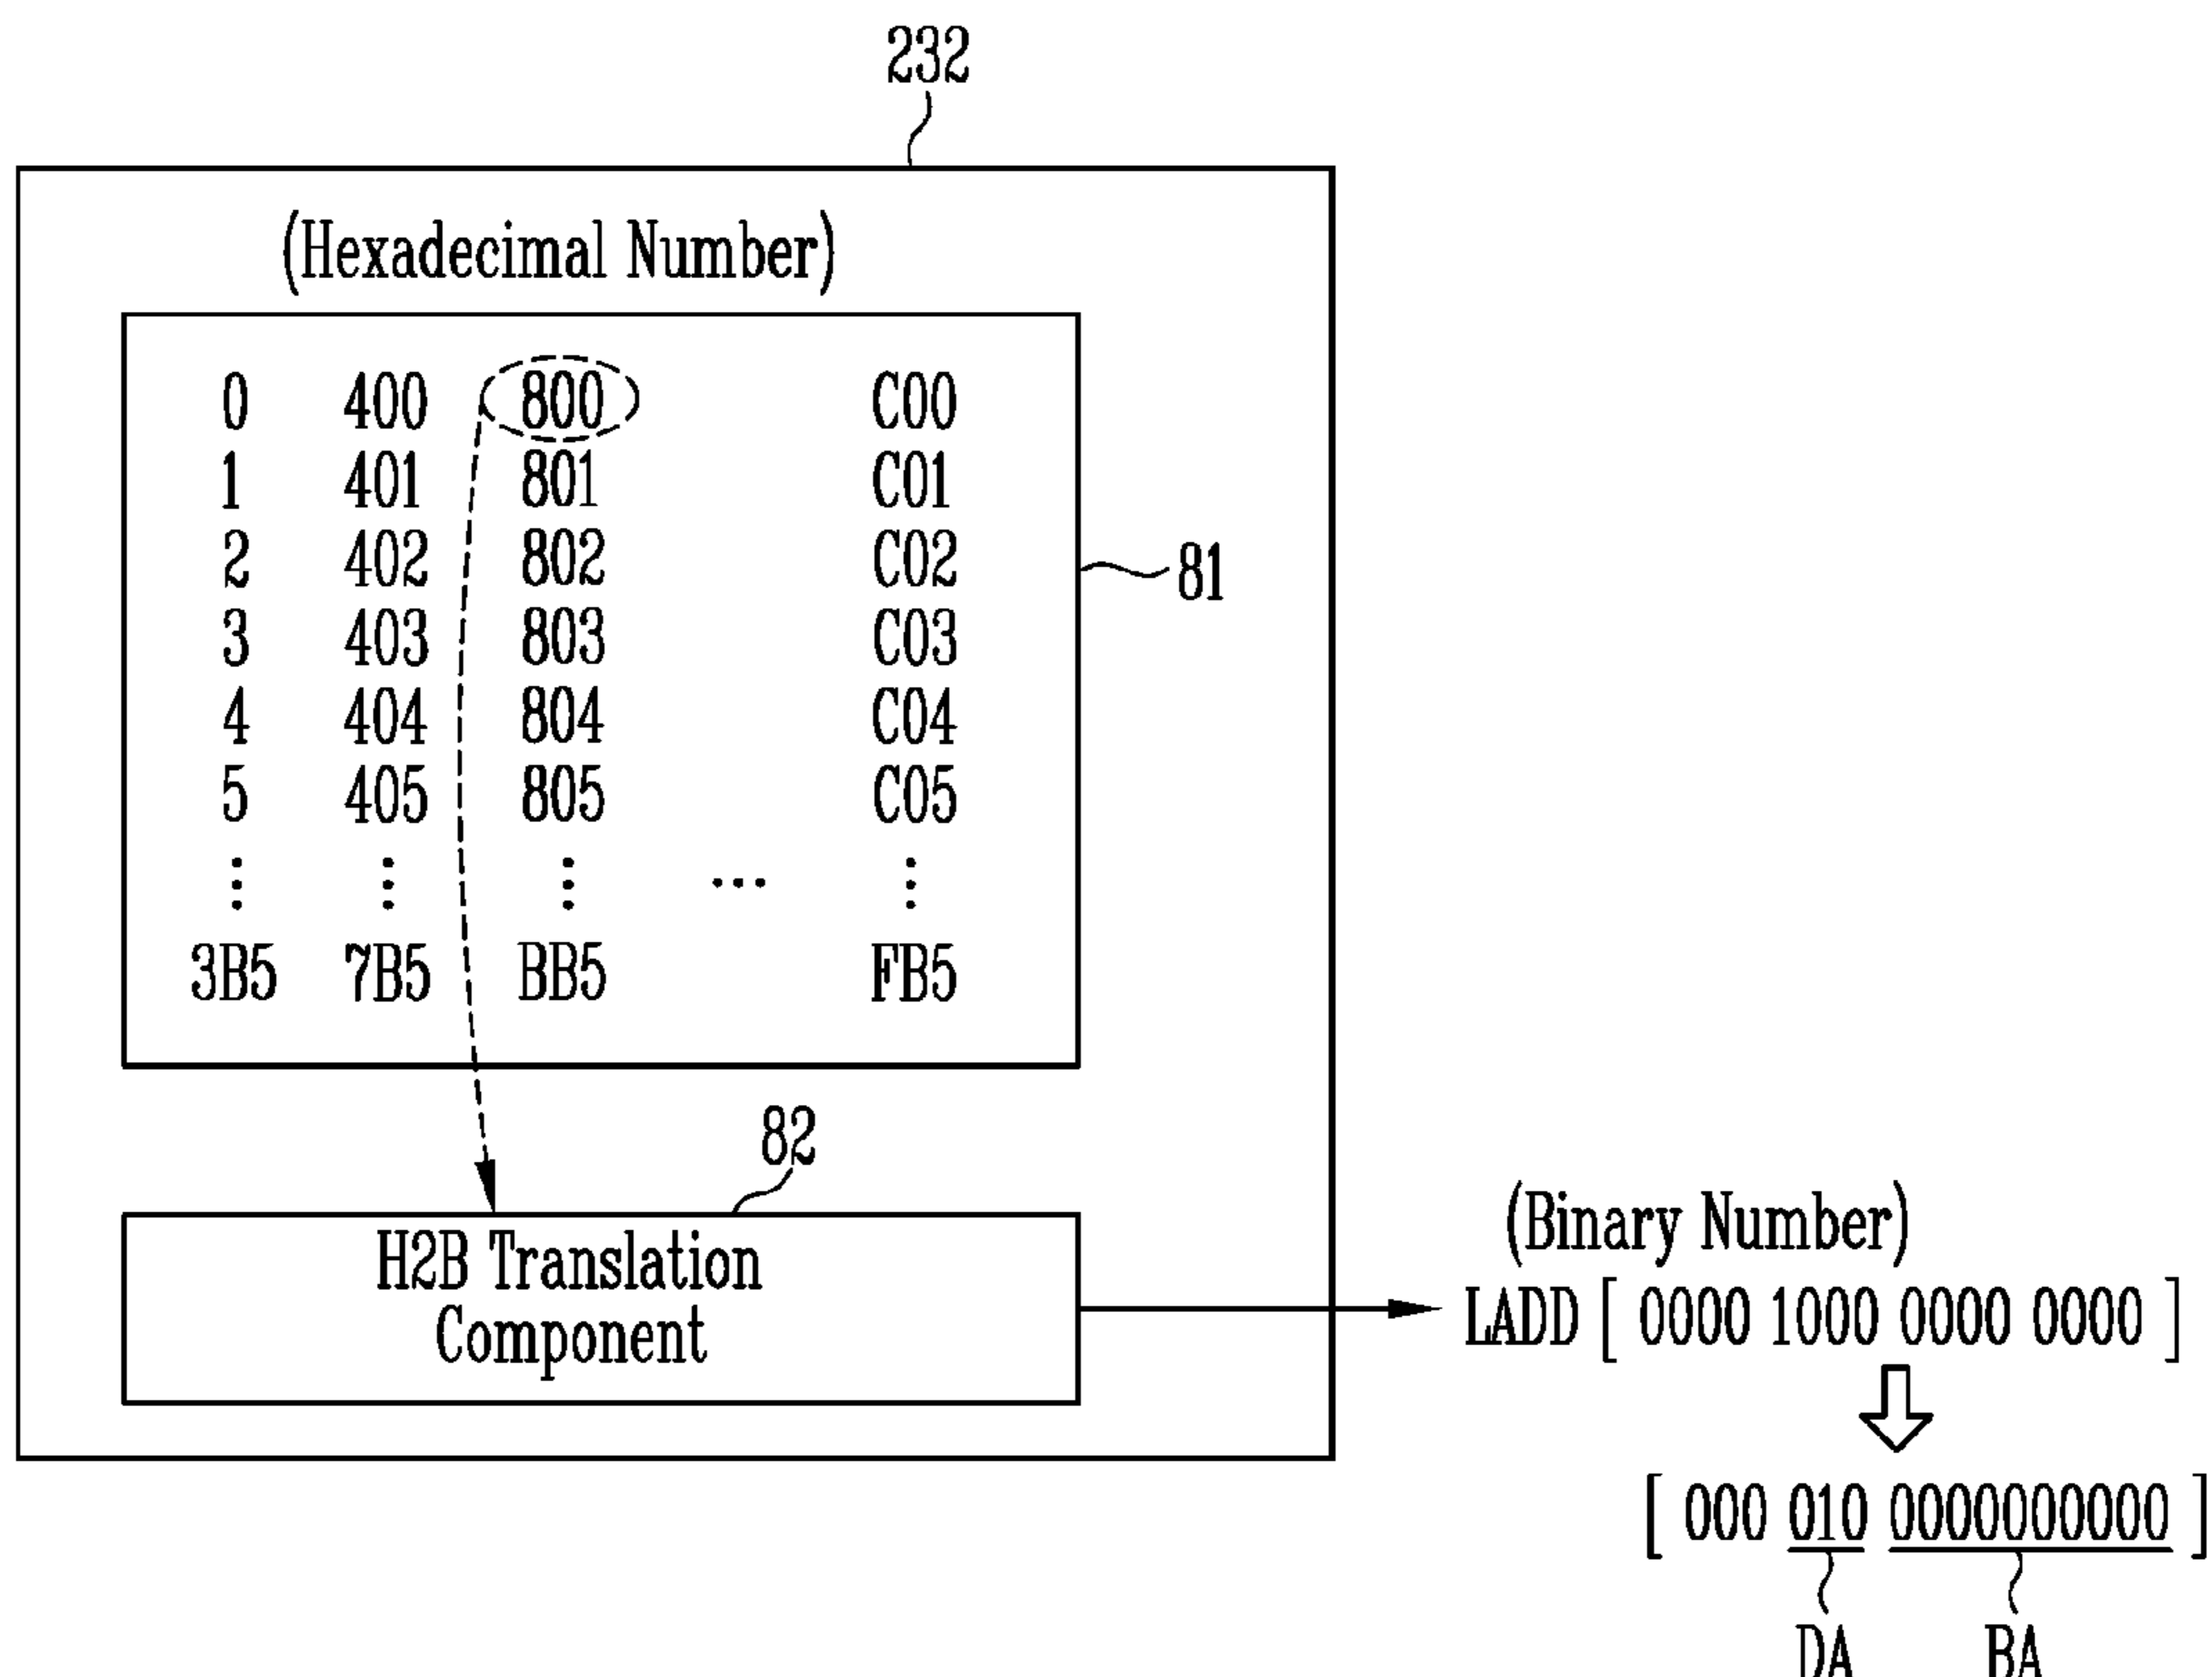 232
(Hexadecimal Number)
0 400 800 C00
1 401 801 C01
2 402 802 C02
3 403 803 C03
4 404 804 C04
5 405 805 C05
⋮ ⋮ ⋮ ... ⋮
3B5 7B5 BB5 FB5
81
82
H2B Translation
Component
(Binary Number)
LADD [ 0000 1000 0000 0000 ]
[ 000 010 0000000000 ]
DA BA